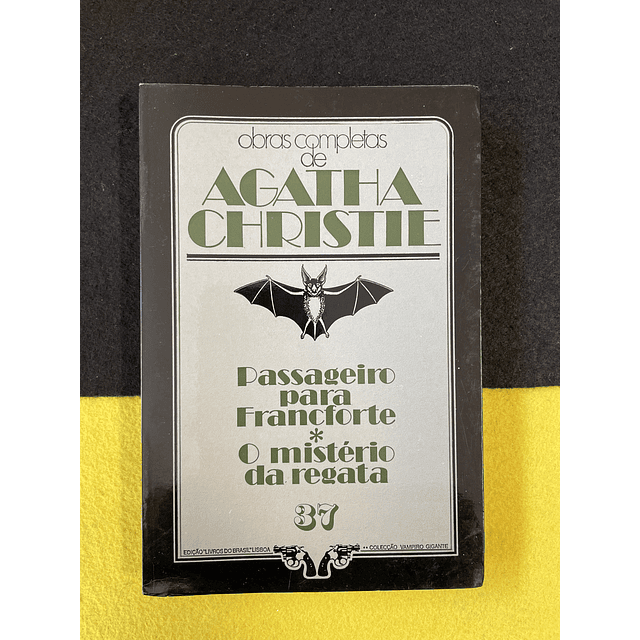 obras completas
de
AGATHA
CHRISTIE
Passageiro
para
Francforte
*
O mistério
da regata
37
EDIÇÃO "LIVROS DO BRASIL" LISBOA
** COLECÇÃO VAMPIRO GIGANTE